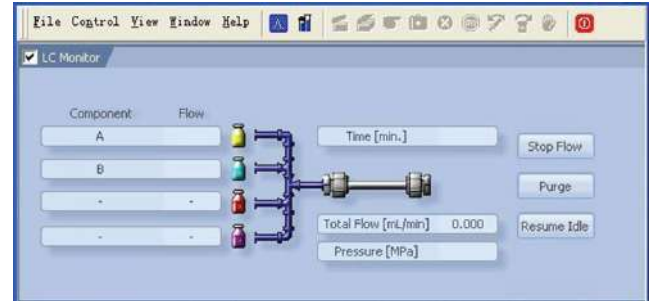 File Control View Window Help
LC Monitor
Component Flow
A
Time [min.]
Stop Flow
B
Purge
- -
Total Flow [mL/min] 0.000
Resume Idle
- -
Pressure [MPa]